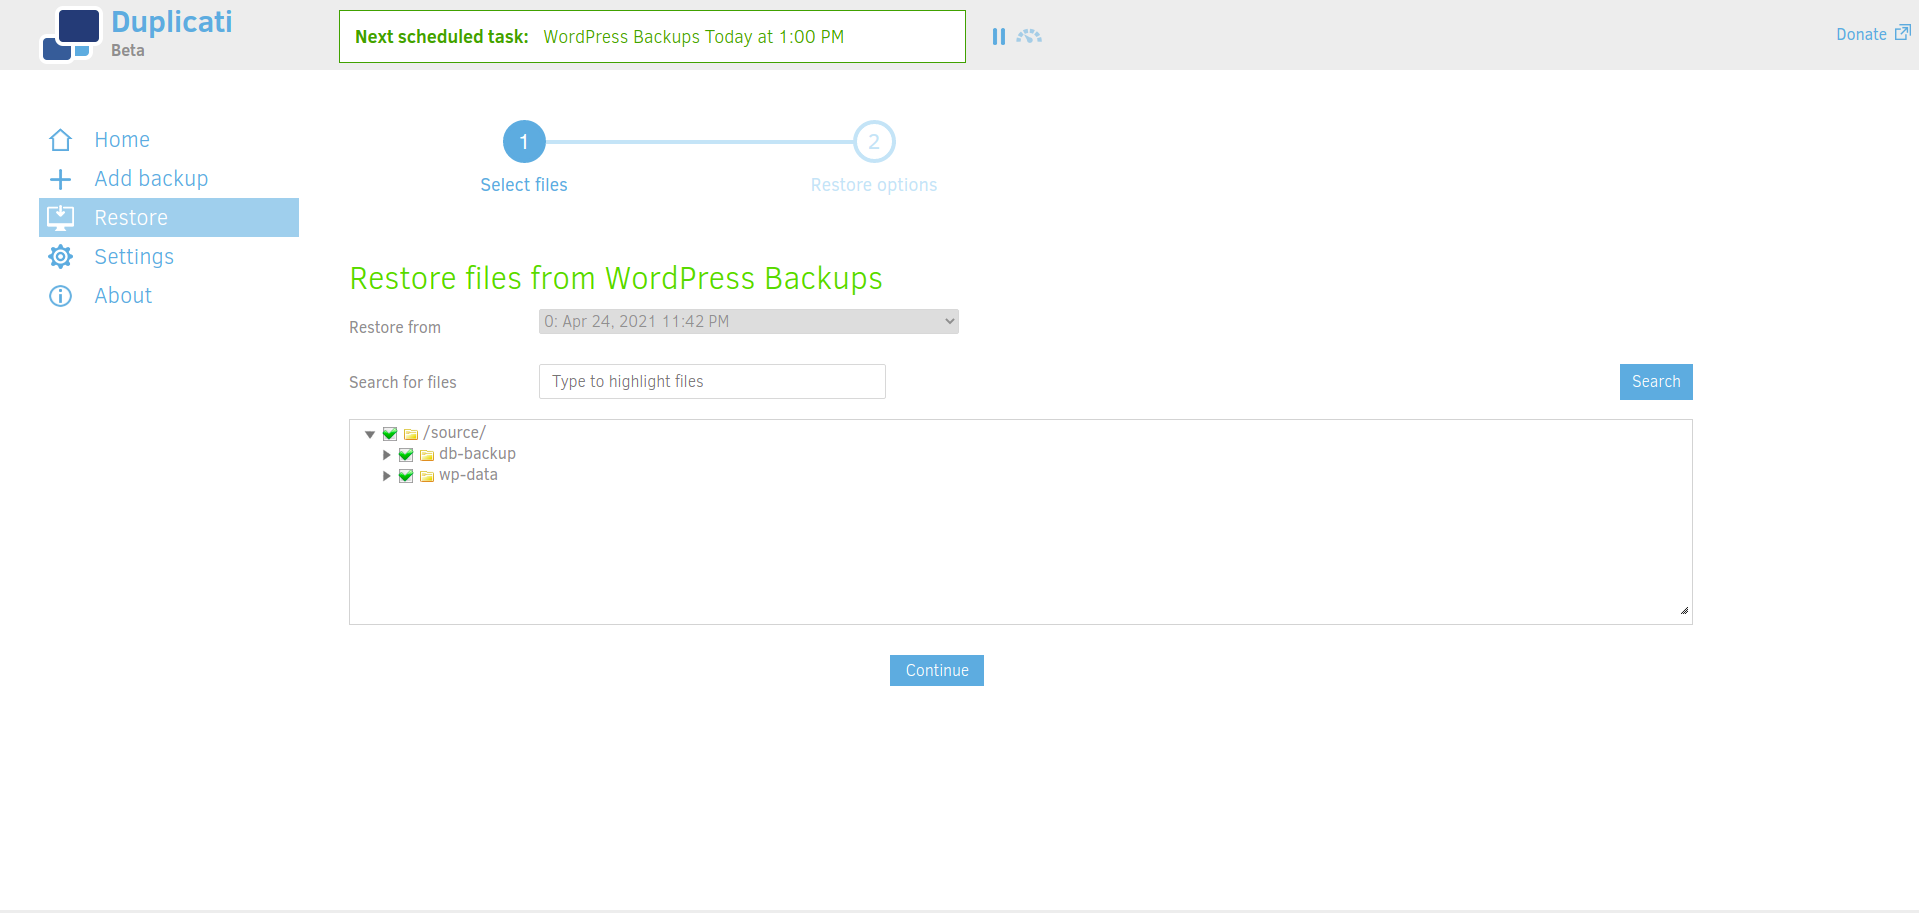 Duplicati
Beta
Next scheduled task: WordPress Backups Today at 1:00 PM
Donate
Home
Add backup
Restore
Settings
About
1
2
Select files
Restore options
Restore files from WordPress Backups
Restore from
0: Apr 24, 2021 11:42 PM
Search for files
Type to highlight files
Search
/source/
db-backup
wp-data
Continue